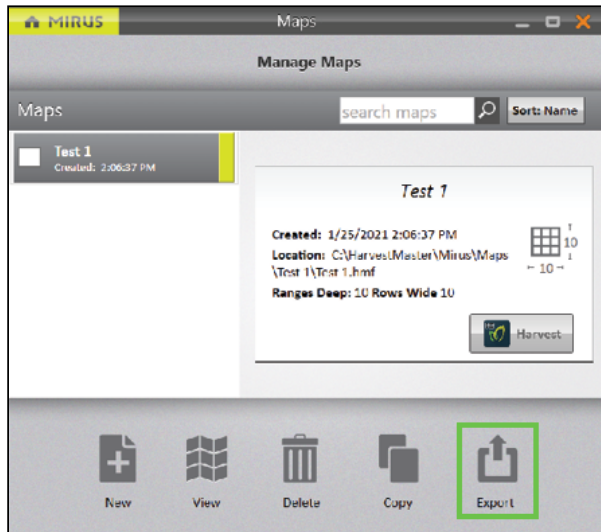 MIRUS
Maps
Manage Maps
Maps
search maps
Sort: Name
Test 1
Created: 2:06:37 PM
Test 1
Created: 1/25/2021 2:06:37 PM
Location: C:\HarvestMaster\Mirus\Maps
\Test 1\Test 1.hmf
Ranges Deep: 10 Rows Wide 10
10
10
Harvest
New
View
Delete
Copy
Export